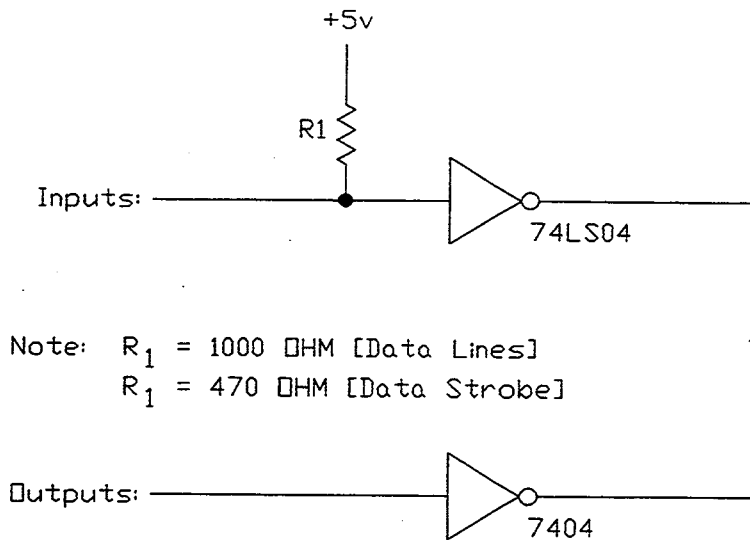 +5v
R1
Inputs:
74LS04
Note: R1 = 1000 OHM [Data Lines]
R1 = 470 OHM [Data Strobe]
Outputs:
7404